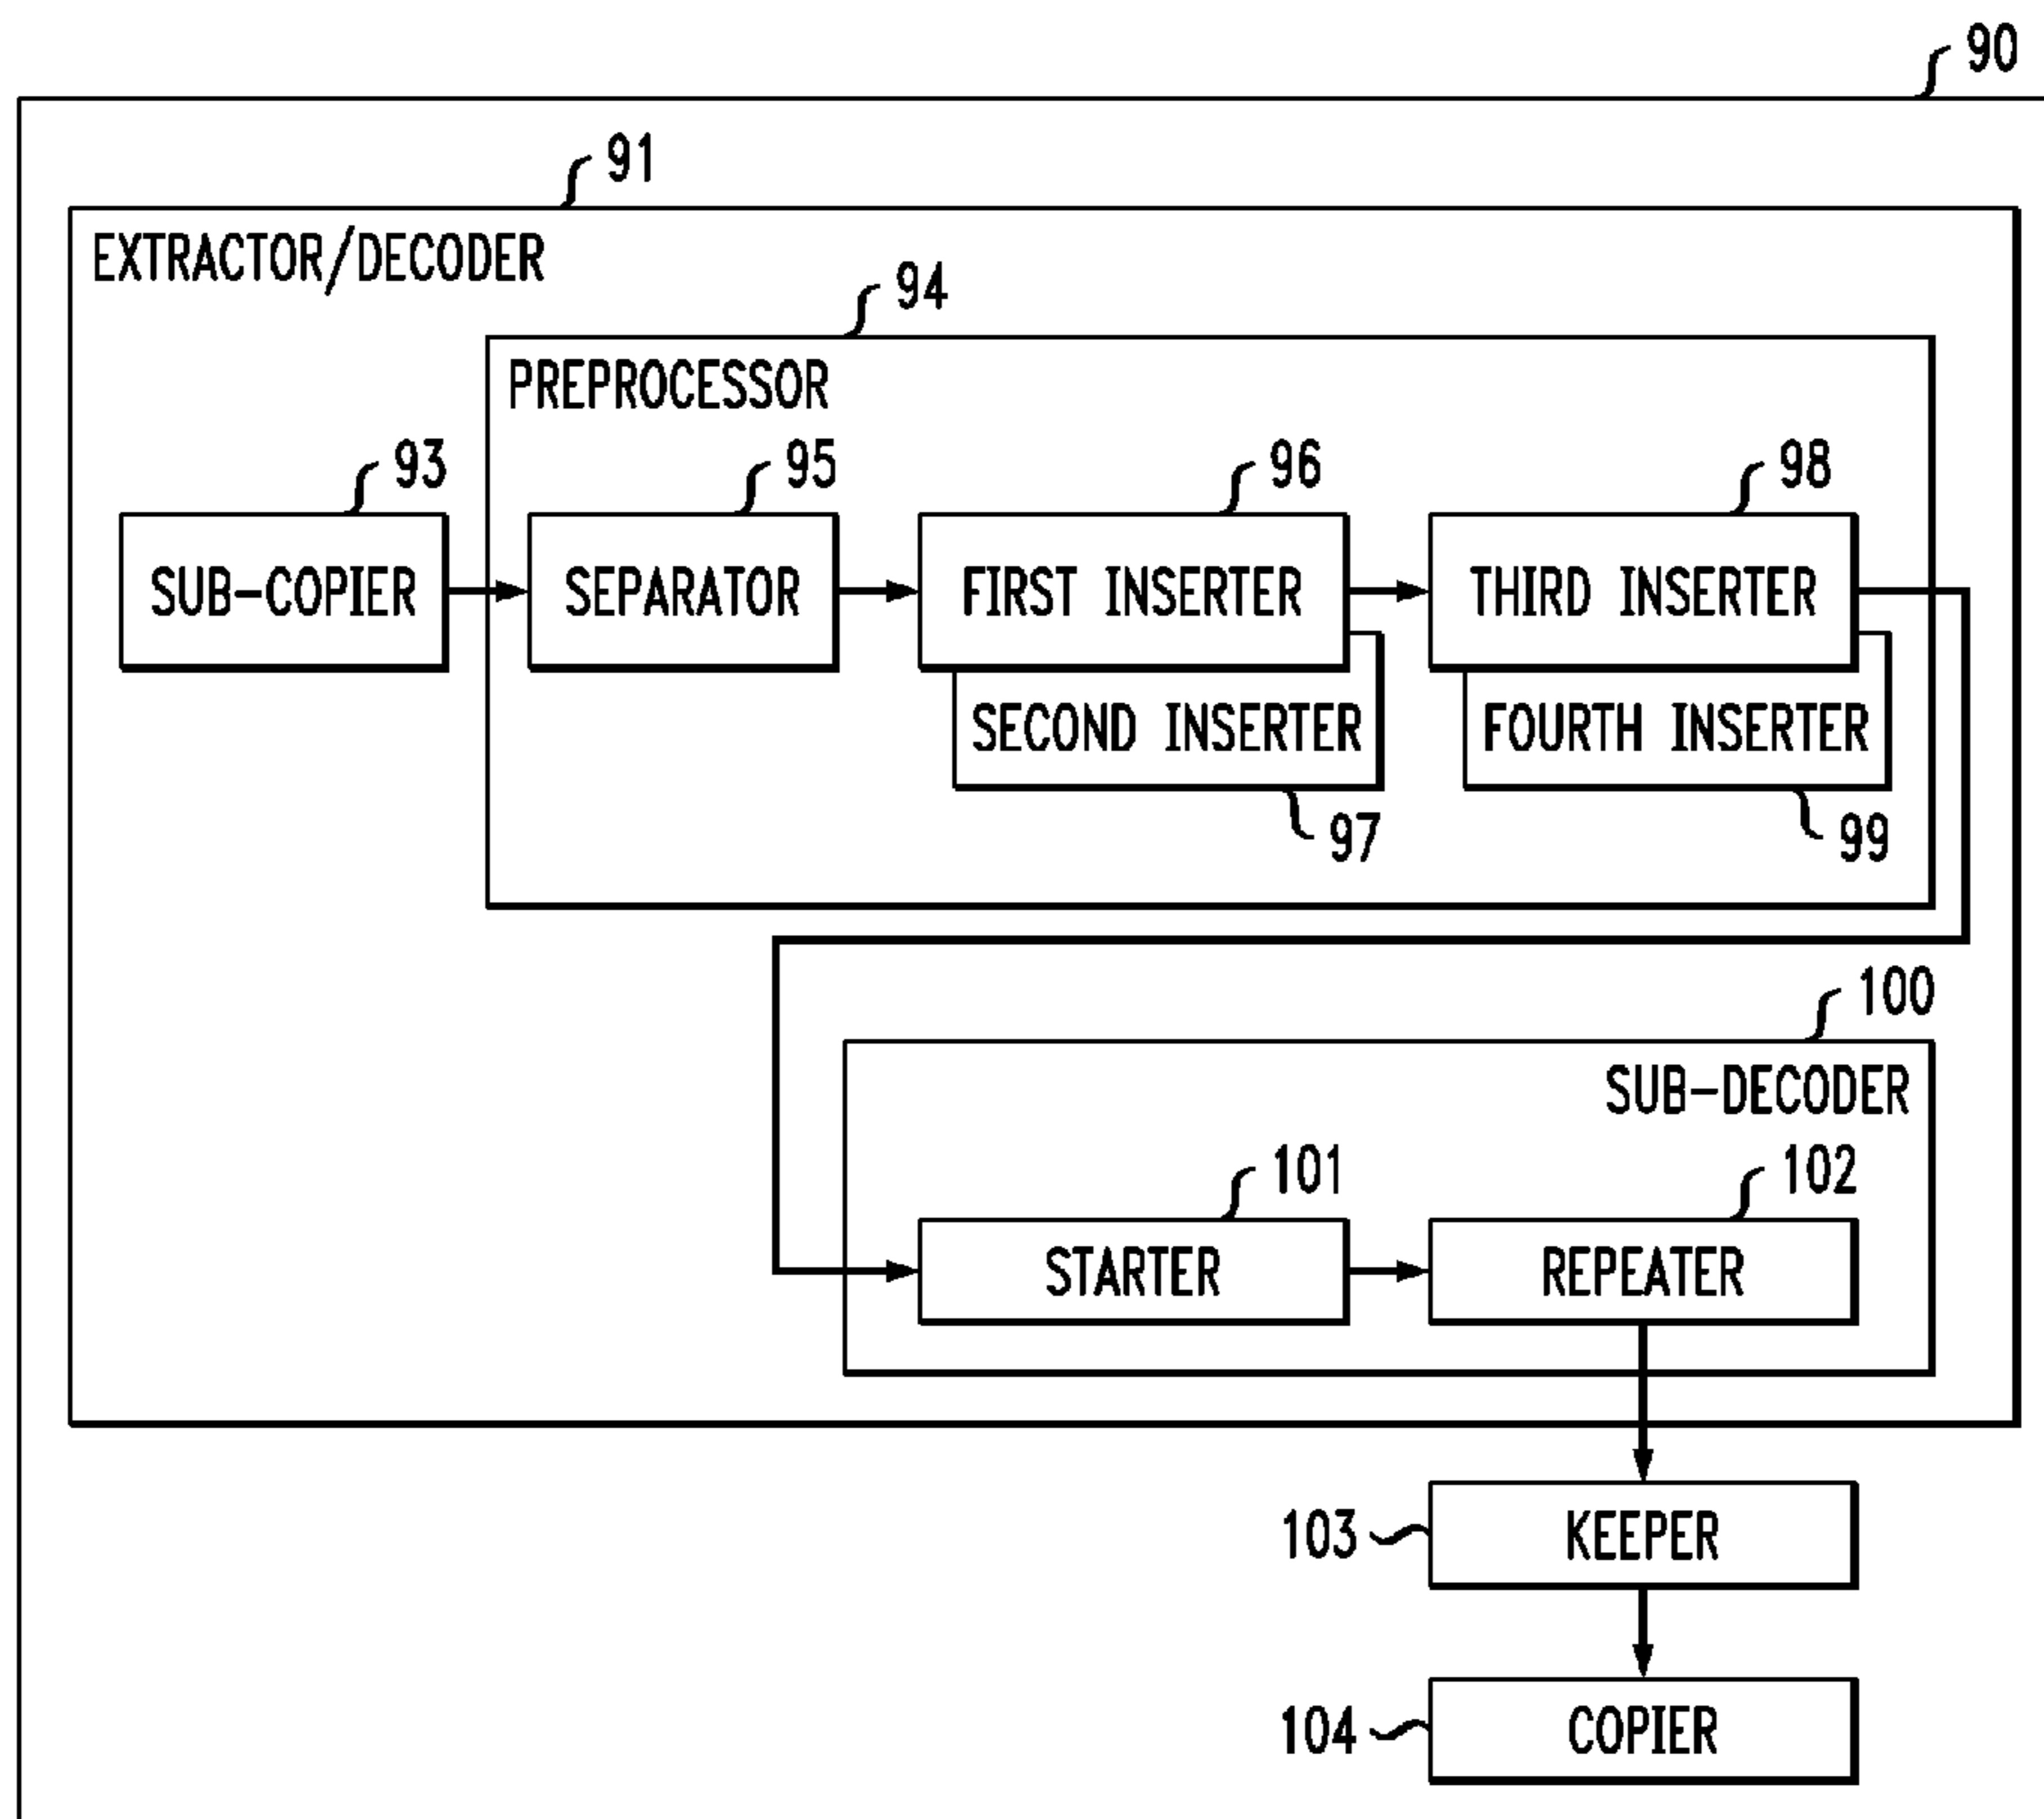 90
91
EXTRACTOR/DECODER
94
PREPROCESSOR
93
95
96
98
SUB-COPIER
SEPARATOR
FIRST INSERTER
THIRD INSERTER
SECOND INSERTER
FOURTH INSERTER
97
99
100
SUB-DECODER
101
102
STARTER
REPEATER
103
KEEPER
104
COPIER